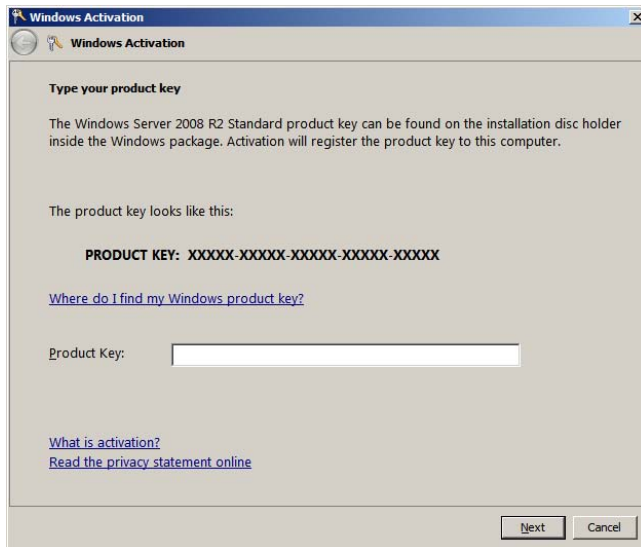 Windows Activation
Windows Activation
Type your product key
The Windows Server 2008 R2 Standard product key can be found on the installation disc holder
inside the Windows package. Activation will register the product key to this computer.
The product key looks like this:
PRODUCT KEY: XXXXX-XXXXX-XXXXX-XXXXX-XXXXX
Where do I find my Windows product key?
Product Key:
What is activation?
Read the privacy statement online
Next Cancel